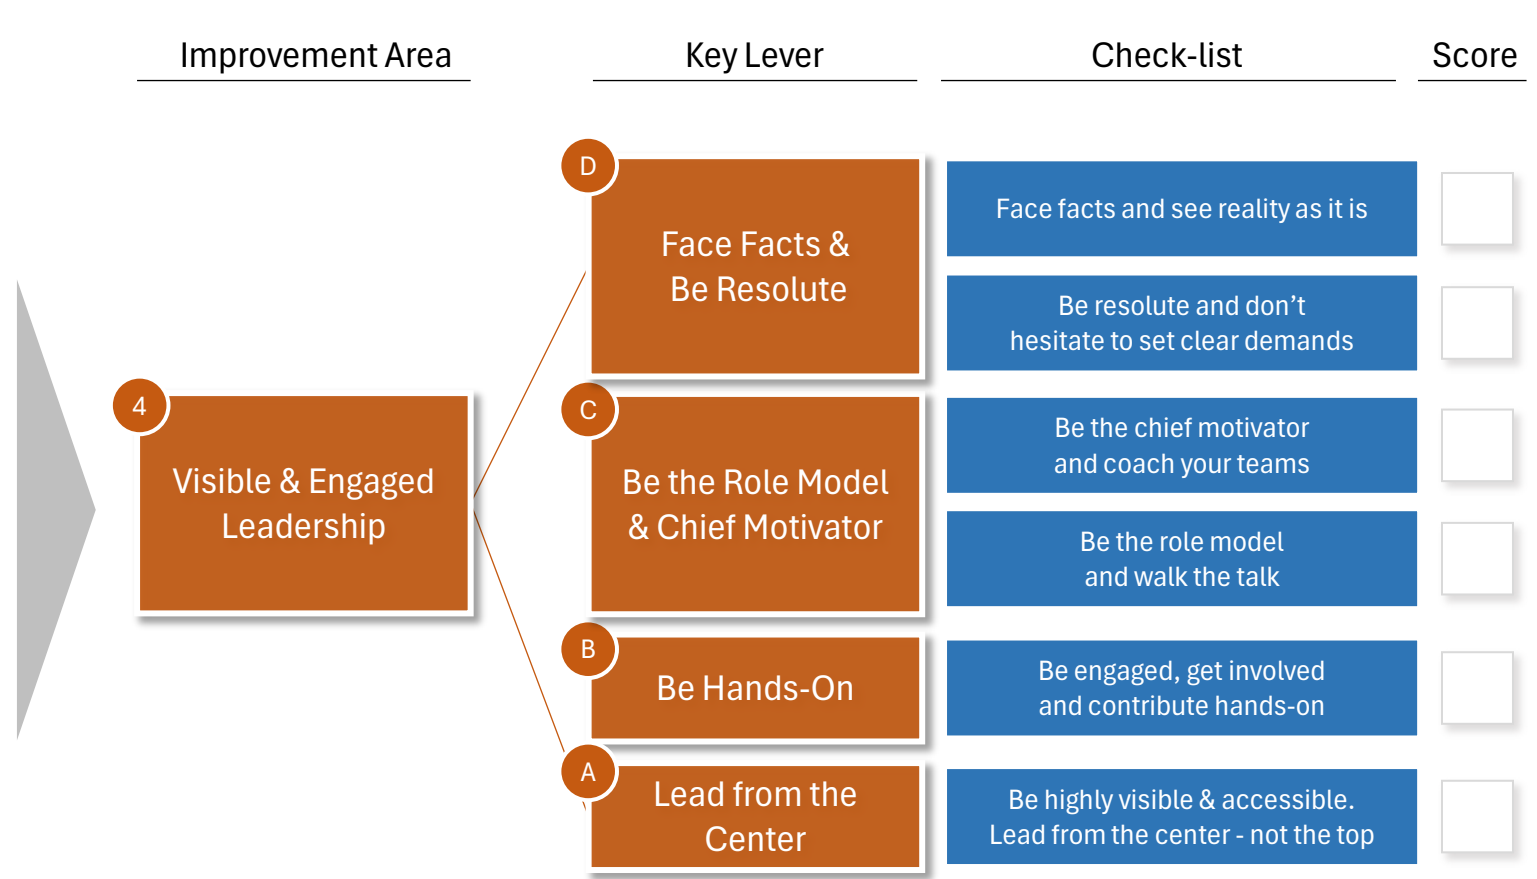 Improvement Area
Key Lever
Check-list
Score
4
Visible & Engaged
Leadership
D
Face Facts &
Be Resolute
Face facts and see reality as it is
Be resolute and don’t
hesitate to set clear demands
C
Be the Role Model
& Chief Motivator
Be the chief motivator
and coach your teams
Be the role model
and walk the talk
B
Be Hands-On
Be engaged, get involved
and contribute hands-on
A
Lead from the
Center
Be highly visible & accessible.
Lead from the center - not the top